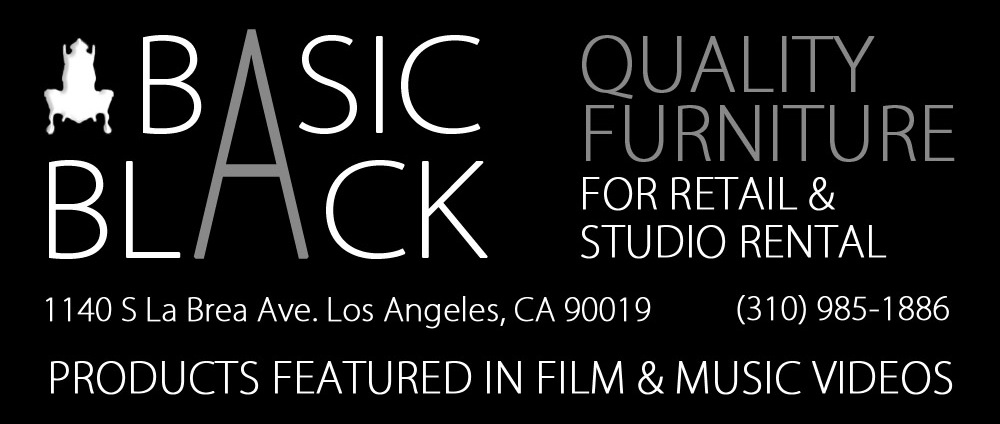 BASIC
BLACK
QUALITY
FURNITURE
FOR RETAIL &
STUDIO RENTAL
1140 S La Brea Ave. Los Angeles, CA 90019
(310) 985-1886
PRODUCTS FEATURED IN FILM & MUSIC VIDEOS